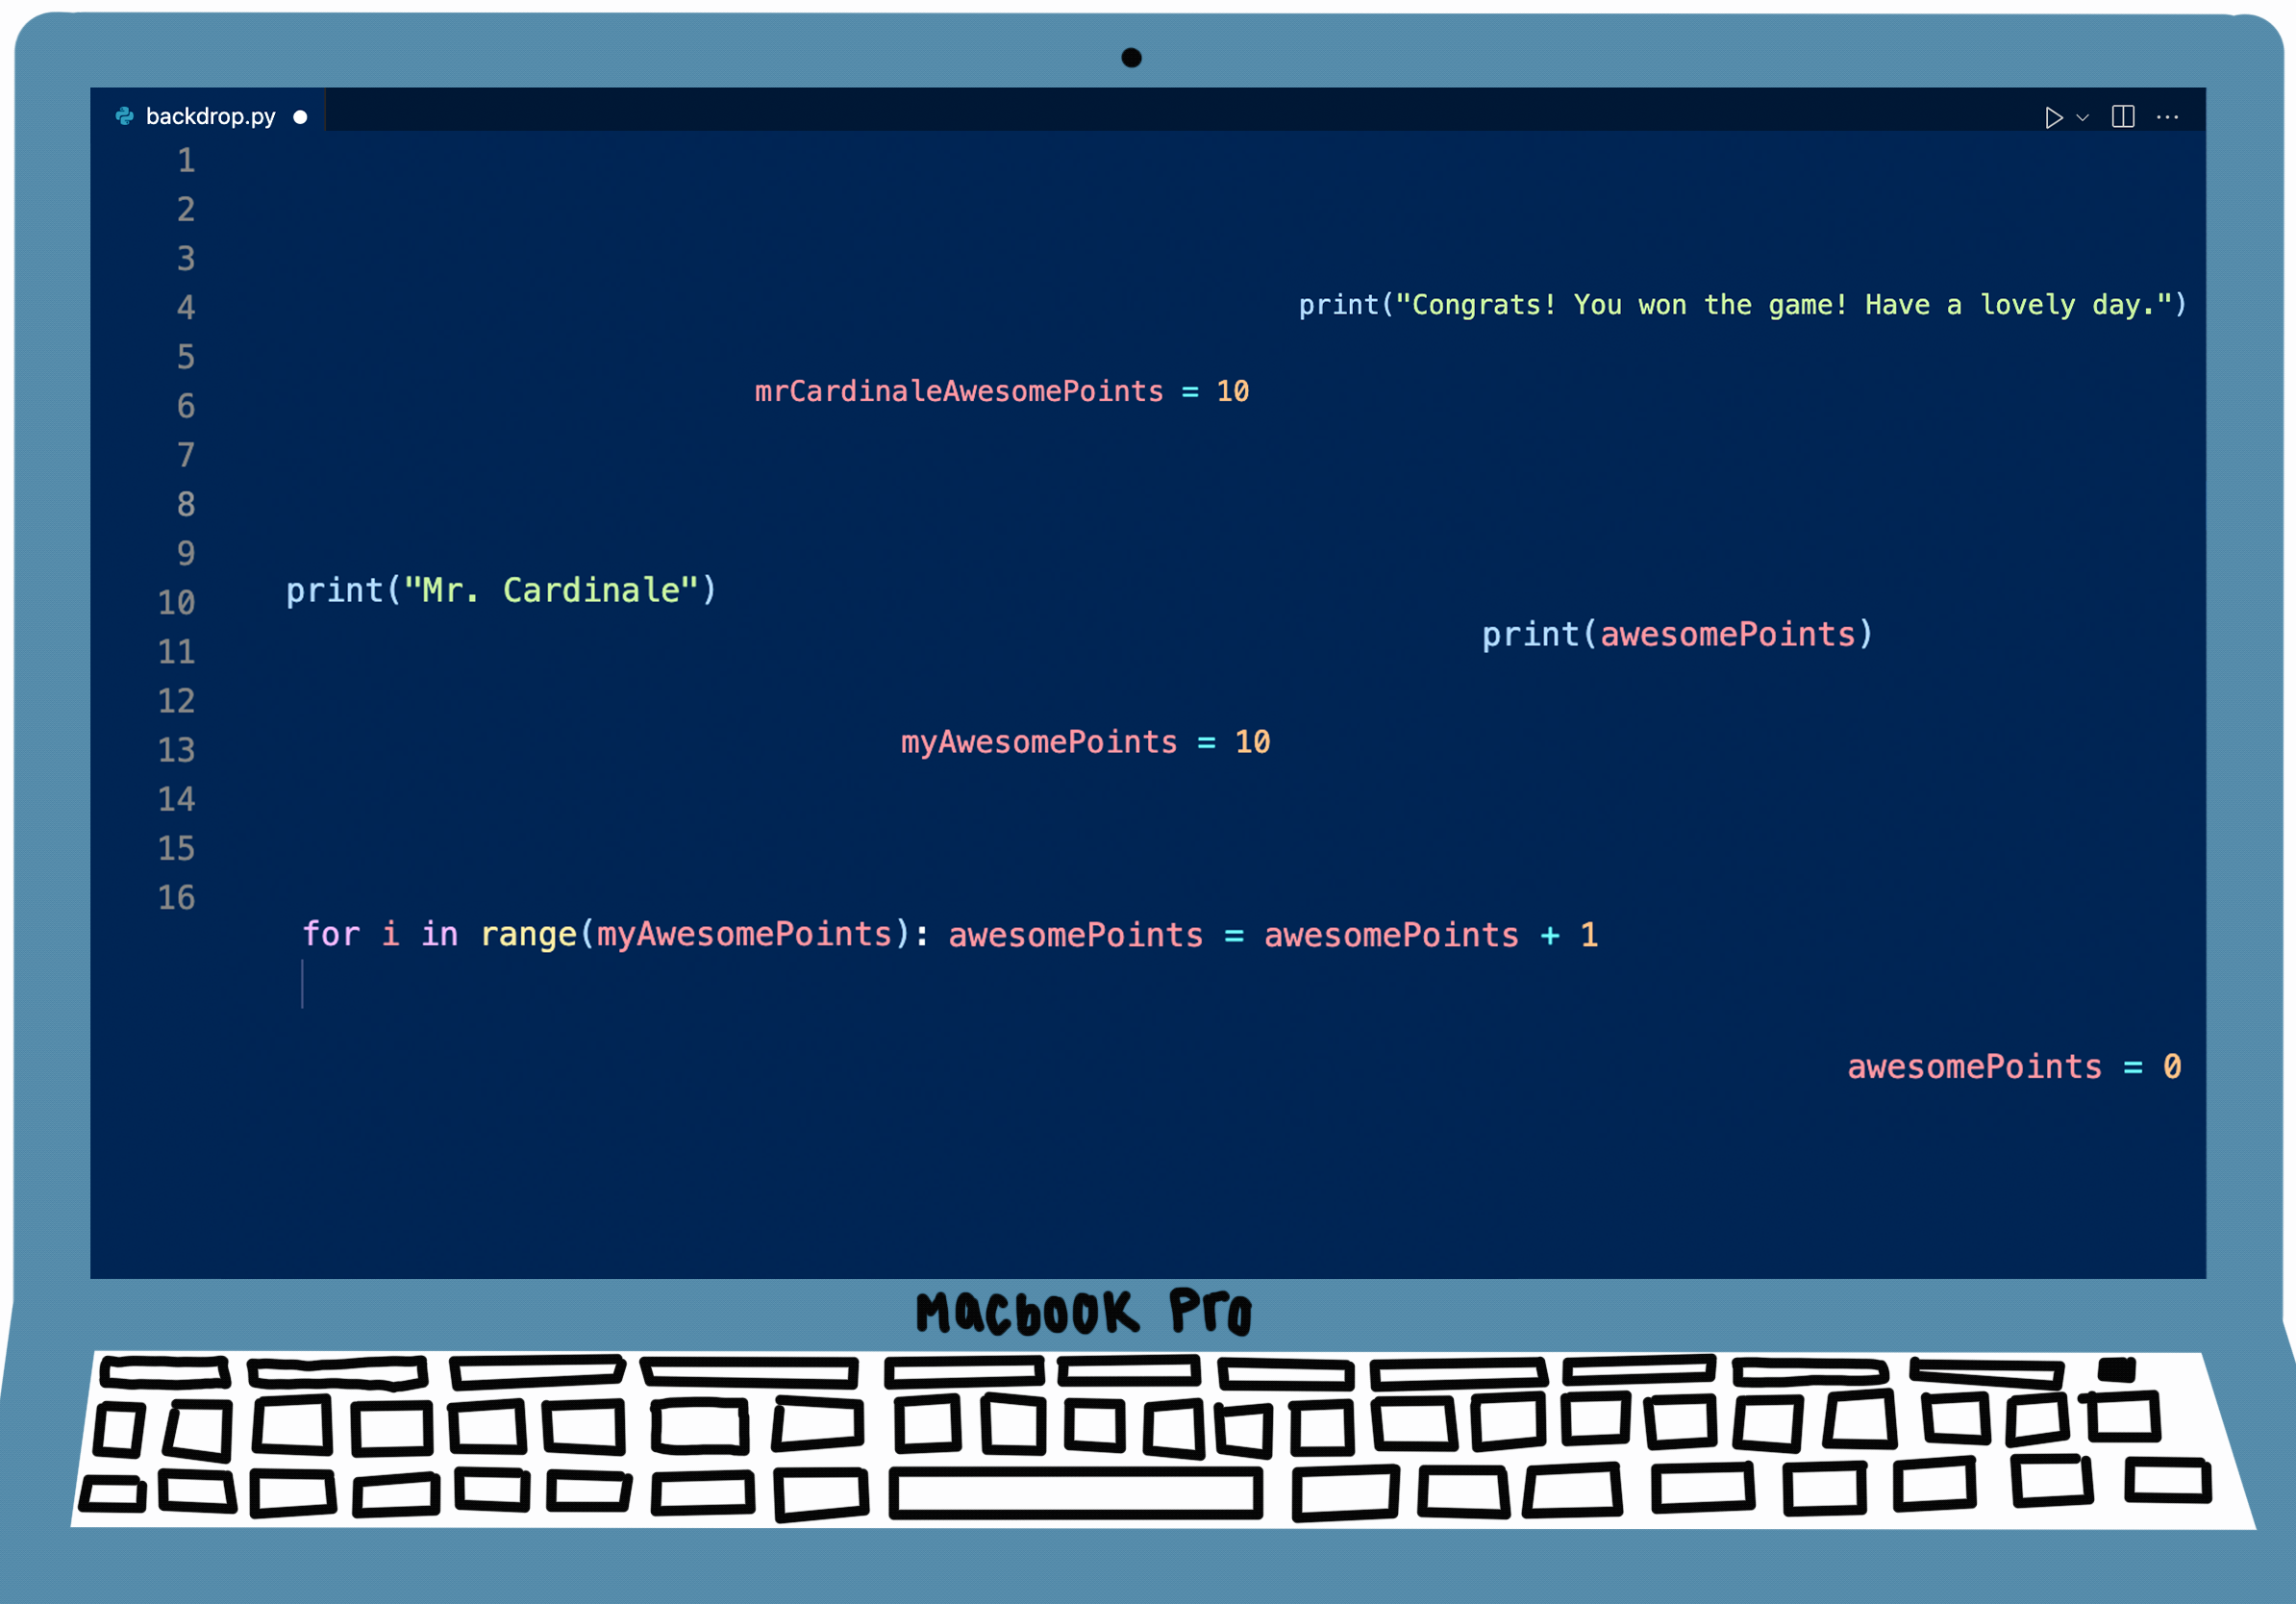 backdrop.py
1
2
3
4
print("Congrats! You won the game! Have a lovely day.")
5
mrCardinaleAwesomePoints = 10
6
7
8
9
print("Mr. Cardinale")
10
print(awesomePoints)
11
12
myAwesomePoints = 10
13
14
15
16
for i in range(myAwesomePoints): awesomePoints = awesomePoints + 1
awesomePoints = 0
Macbook Pro